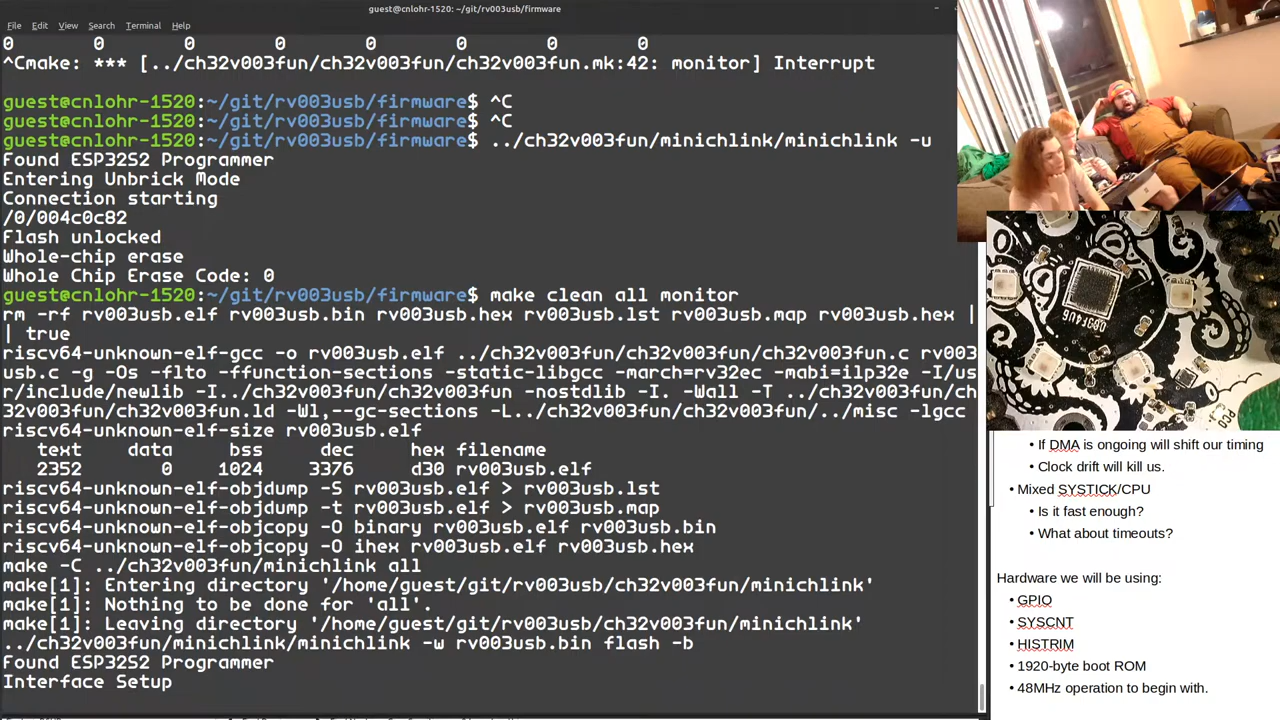 guest@cnlohr-1520: ~/git/rv003usb/firmware
File Edit View Search Terminal Help
0 0 0 0 0 0 0 0
^Cmake: *** [../ch32v003fun/ch32v003fun/ch32v003fun.mk:42: monitor] Interrupt
guest@cnlohr-1520:~/git/rv003usb/firmware$ ^C
guest@cnlohr-1520:~/git/rv003usb/firmware$ ^C
guest@cnlohr-1520:~/git/rv003usb/firmware$ ../ch32v003fun/minichlink/minichlink -u
Found ESP32S2 Programmer
Entering Unbrick Mode
Connection starting
/0/004c0c82
Flash unlocked
Whole-chip erase
Whole Chip Erase Code: 0
guest@cnlohr-1520:~/git/rv003usb/firmware$ make clean all monitor
rm -rf rv003usb.elf rv003usb.bin rv003usb.hex rv003usb.lst rv003usb.map rv003usb.hex |
| true
riscv64-unknown-elf-gcc -o rv003usb.elf ../ch32v003fun/ch32v003fun/ch32v003fun.c rv003
usb.c -g -Os -flto -ffunction-sections -static-libgcc -march=rv32ec -mabi=ilp32e -I/us
r/include/newlib -I../ch32v003fun/ch32v003fun -nostdlib -I. -Wall -T ../ch32v003fun/ch
32v003fun/ch32v003fun.ld -Wl,--gc-sections -L../ch32v003fun/ch32v003fun/../misc -lgcc
riscv64-unknown-elf-size rv003usb.elf
text data bss dec hex filename
2352 0 1024 3376 d30 rv003usb.elf
riscv64-unknown-elf-objdump -S rv003usb.elf > rv003usb.lst
riscv64-unknown-elf-objdump -t rv003usb.elf > rv003usb.map
riscv64-unknown-elf-objcopy -O binary rv003usb.elf rv003usb.bin
riscv64-unknown-elf-objcopy -O ihex rv003usb.elf rv003usb.hex
make -C ../ch32v003fun/minichlink all
make[1]: Entering directory '/home/guest/git/rv003usb/ch32v003fun/minichlink'
make[1]: Nothing to be done for 'all'.
make[1]: Leaving directory '/home/guest/git/rv003usb/ch32v003fun/minichlink'
../ch32v003fun/minichlink/minichlink -w rv003usb.bin flash -b
Found ESP32S2 Programmer
Interface Setup
• If DMA is ongoing will shift our timing
• Clock drift will kill us.
• Mixed SYSTICK/CPU
• Is it fast enough?
• What about timeouts?
Hardware we will be using:
• GPIO
• SYSCNT
• HISTRIM
• 1920-byte boot ROM
• 48MHz operation to begin with.